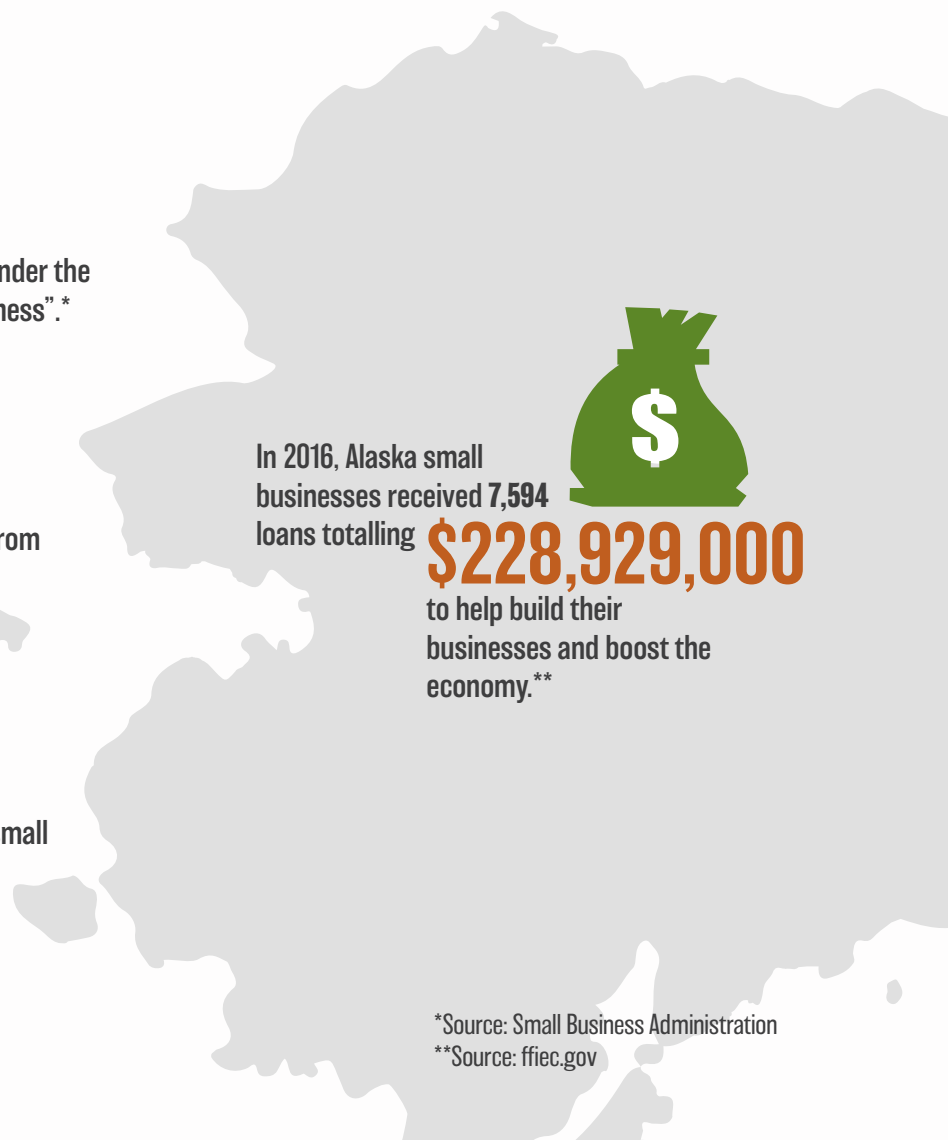 nder the
ness”.*
In 2016, Alaska small
businesses received 7,594
loans totalling $228,929,000
to help build their
businesses and boost the
economy.**
rom
mall
*Source: Small Business Administration
**Source: ffiec.gov